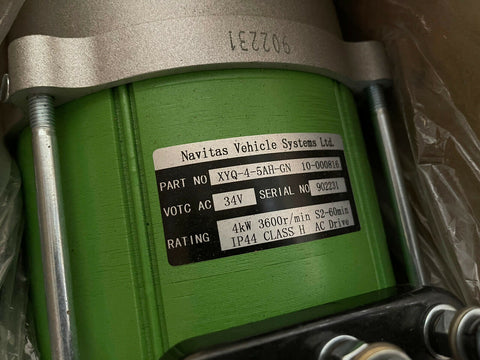 902231
Navitas Vehicle Systems Ltd.
PART NO XYQ-4-5AH-GN 10-000816
VOTC AC 34V SERIAL NO 902231
RATING 4kW 3600r/min S2-60min
IP44 CLASS H AC Drive